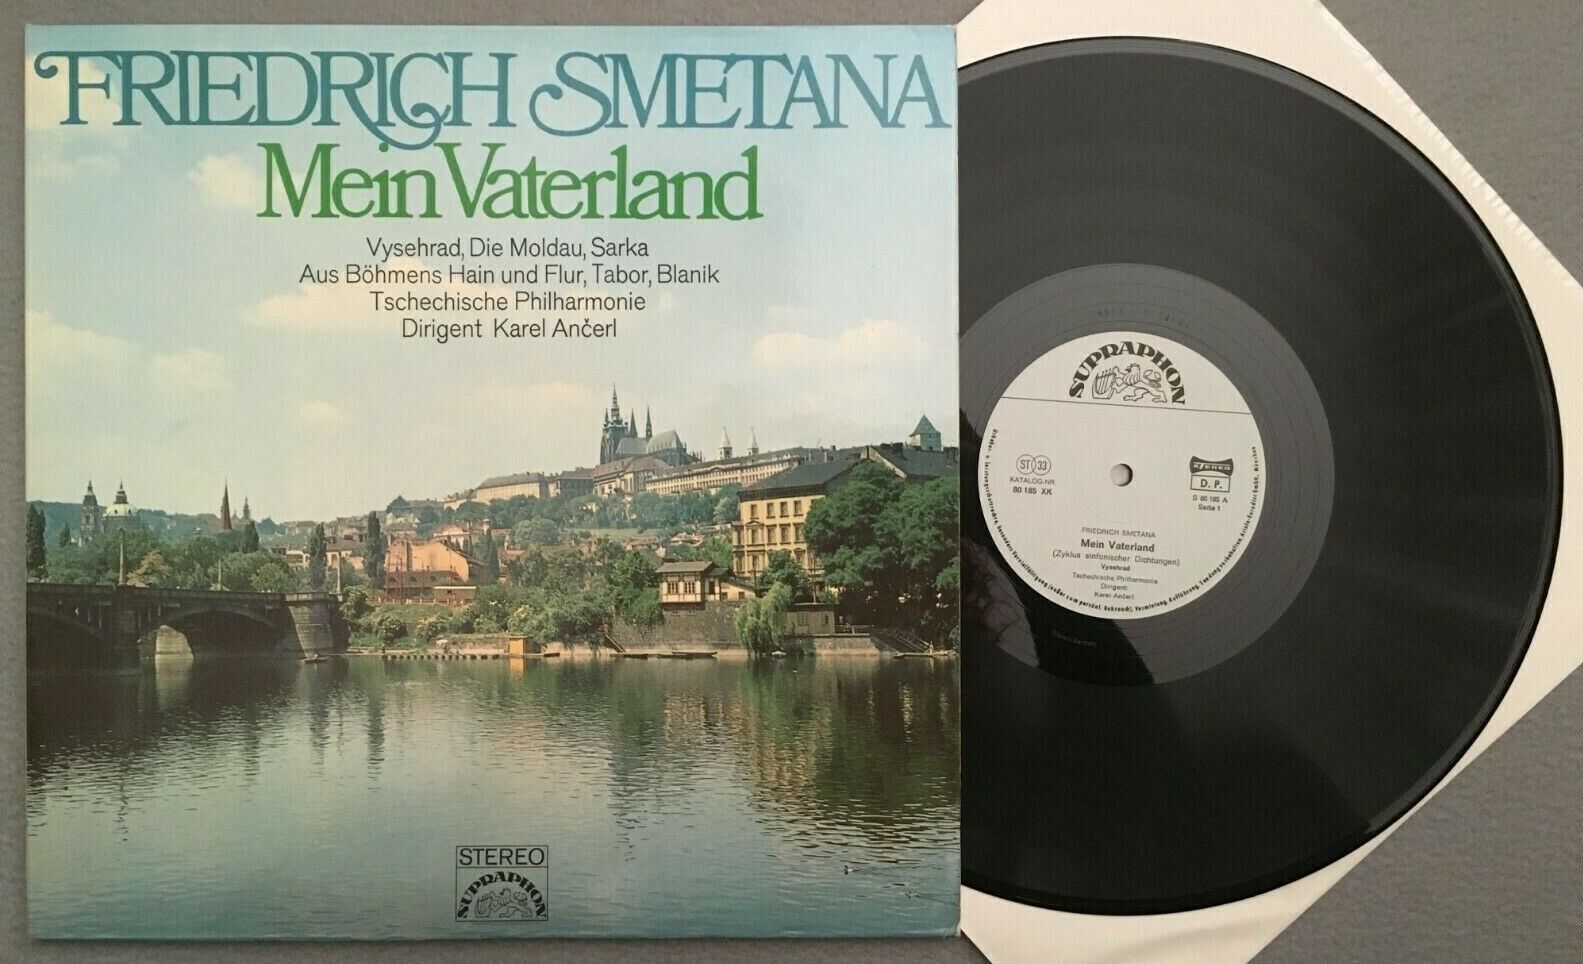 FRIEDRICH SMETANA
Mein Vaterland
Vysehrad, Die Moldau, Sarka
Aus Böhmens Hain und Flur, Tabor, Blanik
Tschechische Philharmonie
Dirigent Karel Ančerl
STEREO
SUPRAPHON
SUPRAPHON
ST 33
KATALOG-NR
80 185 XK
STEREO
D. P.
S 80 185 A
Seite 1
FRIEDRICH SMETANA
Mein Vaterland
(Zyklus sinfonischer Dichtungen)
Vysehrad
Tschechische Philharmonie
Dirigent:
Karel Ančerl